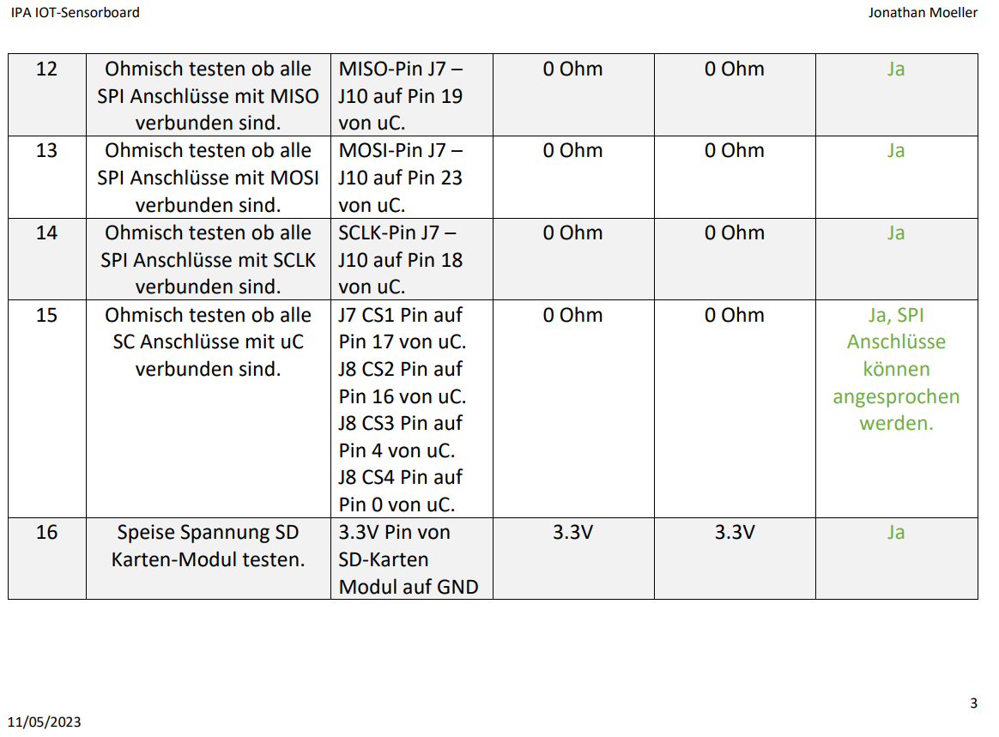 IPA IOT-Sensorboard
Jonathan Moeller
12
Ohmisch testen ob alle
SPI Anschlüsse mit MISO
verbunden sind.
MISO-Pin J7 –
J10 auf Pin 19
von uC.
0 Ohm
0 Ohm
Ja
13
Ohmisch testen ob alle
SPI Anschlüsse mit MOSI
verbunden sind.
MOSI-Pin J7 –
J10 auf Pin 23
von uC.
0 Ohm
0 Ohm
Ja
14
Ohmisch testen ob alle
SPI Anschlüsse mit SCLK
verbunden sind.
SCLK-Pin J7 –
J10 auf Pin 18
von uC.
0 Ohm
0 Ohm
Ja
15
Ohmisch testen ob alle
SC Anschlüsse mit uC
verbunden sind.
J7 CS1 Pin auf
Pin 17 von uC.
J8 CS2 Pin auf
Pin 16 von uC.
J8 CS3 Pin auf
Pin 4 von uC.
J8 CS4 Pin auf
Pin 0 von uC.
0 Ohm
0 Ohm
Ja, SPI
Anschlüsse
können
angesprochen
werden.
16
Speise Spannung SD
Karten-Modul testen.
3.3V Pin von
SD-Karten
Modul auf GND
3.3V
3.3V
Ja
3
11/05/2023